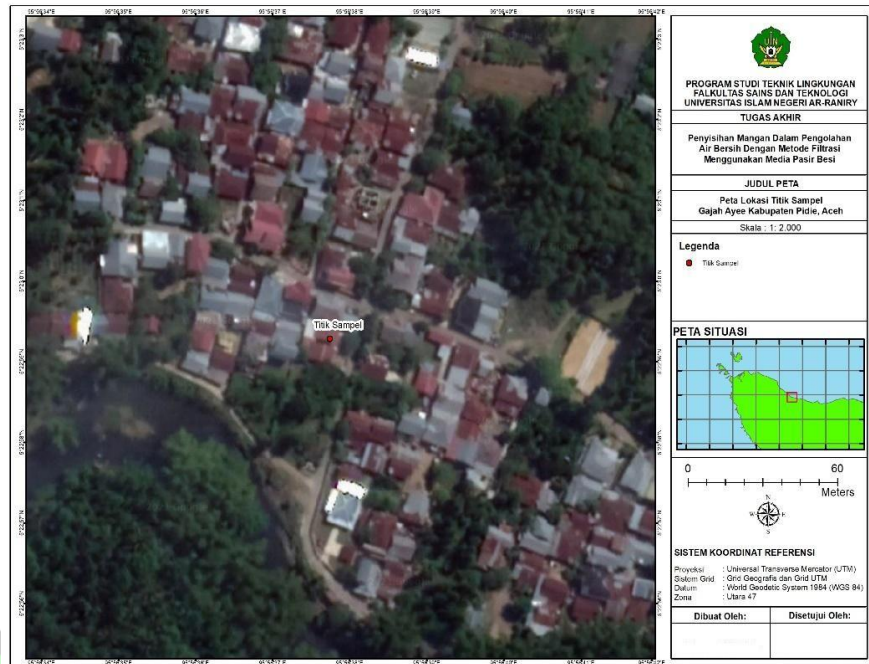 PROGRAM STUDI TEKNIK LINGKUNGAN
FALKULTAS SAINS DAN TEKNOLOGI
UNIVERSITAS ISLAM NEGERI AR-RANIRY
TUGAS AKHIR
Penyisihan Mangan Dalam Pengolahan
Air Bersih Dengan Metode Filtrasi
Menggunakan Media Pasir Besi
JUDUL PETA
Peta Lokasi Titik Sampel
Gajah Ayee Kabupaten Pidie, Aceh
Skala : 1: 2.000
Legenda
Titik Sampel
Titik Sampel
PETA SITUASI
0 60
Meters
N
W E
S
SISTEM KOORDINAT REFERENSI
Proyeksi : Universal Transverse Mercator (UTM)
Sistem Grid : Grid Geografis dan Grid UTM
Datum : World Geodetic System 1984 (WGS 84)
Zona : Utara 47
Dibuat Oleh: Disetujui Oleh: